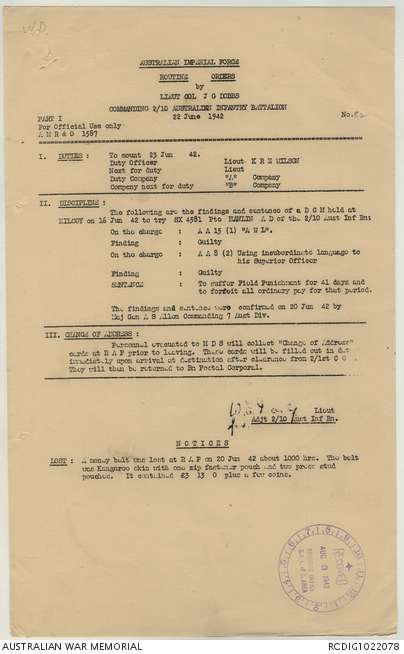 W.D.
AUSTRALIAN IMPERIAL FORCE
ROUTINE ORDERS
by
LIEUT COL J G DOBBS
COMMANDING 2/10 AUSTRALIAN INFANTRY BATTALION
22 June 1942
PART I No.82
For Official Use only
A M R & O 1587
I. DUTIES : To mount 23 Jun 42.
Duty Officer Lieut K R E WILSON
Next for duty Lieut
Duty Company "A" Company
Company next for duty "B" Company
II. DISCIPLINE:
The following are the findings and sentence of a D C M held at
KILCOY on 16 Jun 42 to try SX 4581 Pte A D of the 2/10 Aust Inf Bn:
On the charge : A A 15 (1) "A W L".
Finding : Guilty
On the charge : A A 8 (2) Using insubordinate language to
his Superior Officer
Finding : Guilty
SENTENCE : To suffer Field Punishment for 41 days and
to forfeit all ordinary pay for that period.
The findings and sentence were confirmed on 20 Jun 42 by
Maj Gen A S Allen Commanding 7 Aust Div.
III. CHANGE OF ADDRESS :
Personnel evacuated to M D S will collect "Change of Address"
cards at R A P prior to leaving. These cards will be filled out in
immediately upon arrival at destination after clearance from 2/1st C C
They will then be returned to Bn Postal Corporal.
Lieut
Adjt 2/10 Aust Inf Bn.
NOTICES
LOST : A money belt was lost at R A P on 20 Jun 42 about 1000 hrs. The belt
was Kangaroo skin with one zip fastener pouch and two press stud
pouches. It contained £3 13 0 plus a few coins.
RECEIVED
AUG 1942
AUSTRALIAN WAR MEMORIAL RCDIG1022078